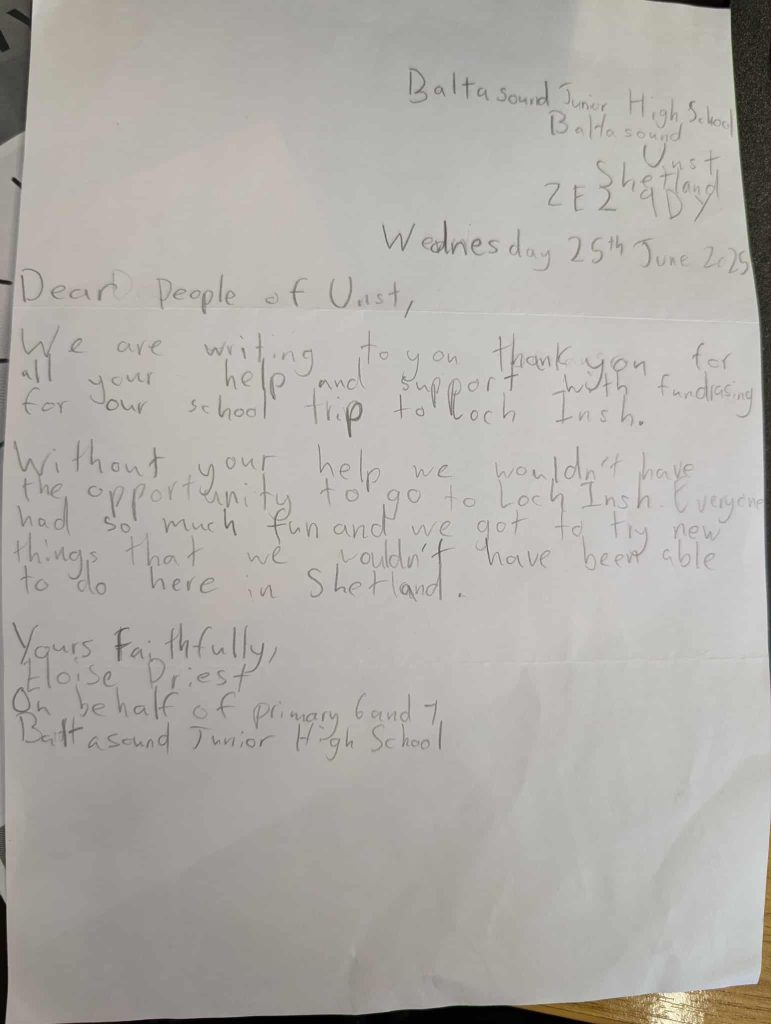 Baltasound Junior High School
Baltasound
Unst
Shetland
ZE2 9DY
Wednesday 25th June 2025
Dear People of Unst,
We are writing to you thank you for
all your help and support with fundrasing
for our school trip to Loch Insh.
Without your help we wouldn't have
the opportunity to go to Loch Insh. Everyone
had so much fun and we got to try new
things that we wouldn't have been able
to do here in Shetland.
Yours Faithfully,
Eloise Priest
On behalf of primary 6 and 7,
Baltasound Junior High School